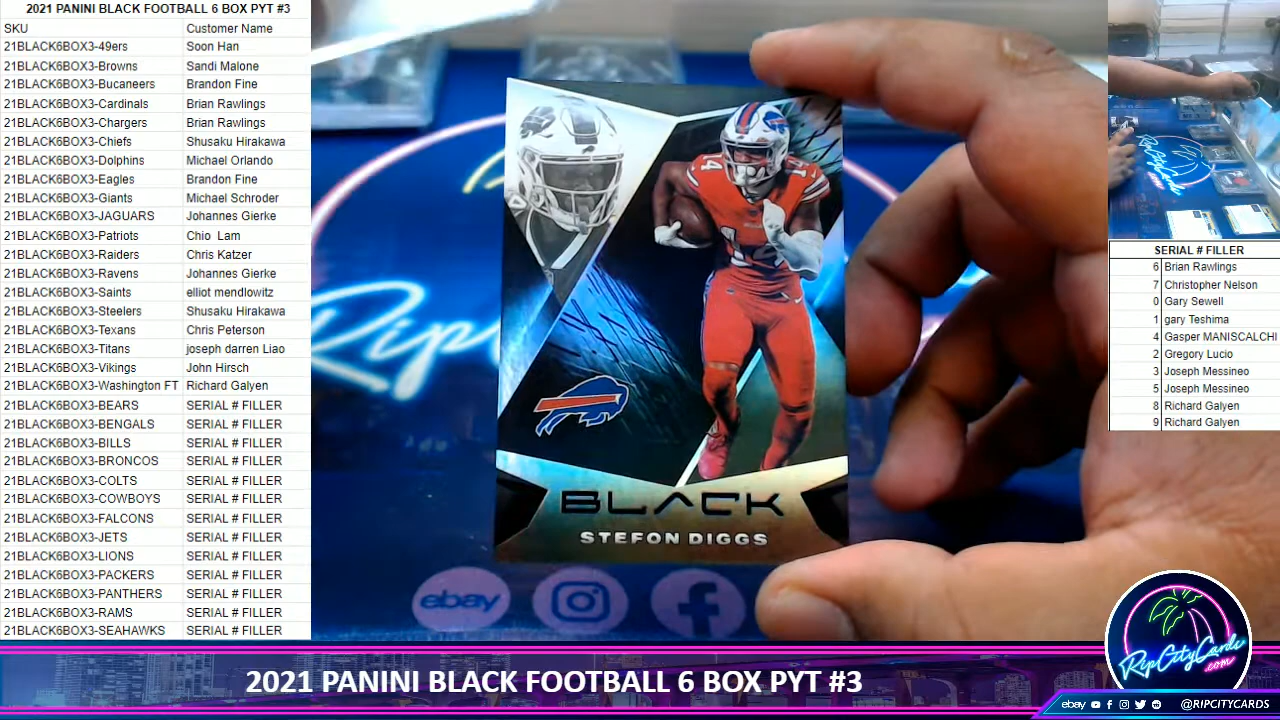 2021 PANINI BLACK FOOTBALL 6 BOX PYT #3
SKU Customer Name
21BLACK6BOX3-49ers Soon Han
21BLACK6BOX3-Browns Sandi Malone
21BLACK6BOX3-Bucaneers Brandon Fine
21BLACK6BOX3-Cardinals Brian Rawlings
21BLACK6BOX3-Chargers Brian Rawlings
21BLACK6BOX3-Chiefs Shusaku Hirakawa
21BLACK6BOX3-Dolphins Michael Orlando
21BLACK6BOX3-Eagles Brandon Fine
21BLACK6BOX3-Giants Michael Schroder
21BLACK6BOX3-JAGUARS Johannes Gierke
21BLACK6BOX3-Patriots Chio Lam
21BLACK6BOX3-Raiders Chris Katzer
21BLACK6BOX3-Ravens Johannes Gierke
21BLACK6BOX3-Saints elliot mendlowitz
21BLACK6BOX3-Steelers Shusaku Hirakawa
21BLACK6BOX3-Texans Chris Peterson
21BLACK6BOX3-Titans joseph darren Liao
21BLACK6BOX3-Vikings John Hirsch
21BLACK6BOX3-Washington FT Richard Galyen
21BLACK6BOX3-BEARS SERIAL # FILLER
21BLACK6BOX3-BENGALS SERIAL # FILLER
21BLACK6BOX3-BILLS SERIAL # FILLER
21BLACK6BOX3-BRONCOS SERIAL # FILLER
21BLACK6BOX3-COLTS SERIAL # FILLER
21BLACK6BOX3-COWBOYS SERIAL # FILLER
21BLACK6BOX3-FALCONS SERIAL # FILLER
21BLACK6BOX3-JETS SERIAL # FILLER
21BLACK6BOX3-LIONS SERIAL # FILLER
21BLACK6BOX3-PACKERS SERIAL # FILLER
21BLACK6BOX3-PANTHERS SERIAL # FILLER
21BLACK6BOX3-RAMS SERIAL # FILLER
21BLACK6BOX3-SEAHAWKS SERIAL # FILLER
14
14
14
Rip
BLACK
STEFON DIGGS
ebay
SERIAL # FILLER
6 Brian Rawlings
7 Christopher Nelson
0 Gary Sewell
1 gary Teshima
4 Gasper MANISCALCHI
2 Gregory Lucio
3 Joseph Messineo
5 Joseph Messineo
8 Richard Galyen
9 Richard Galyen
RipCityCards
.com
2021 PANINI BLACK FOOTBALL 6 BOX PYT #3
ebay @RIPCITYCARDS